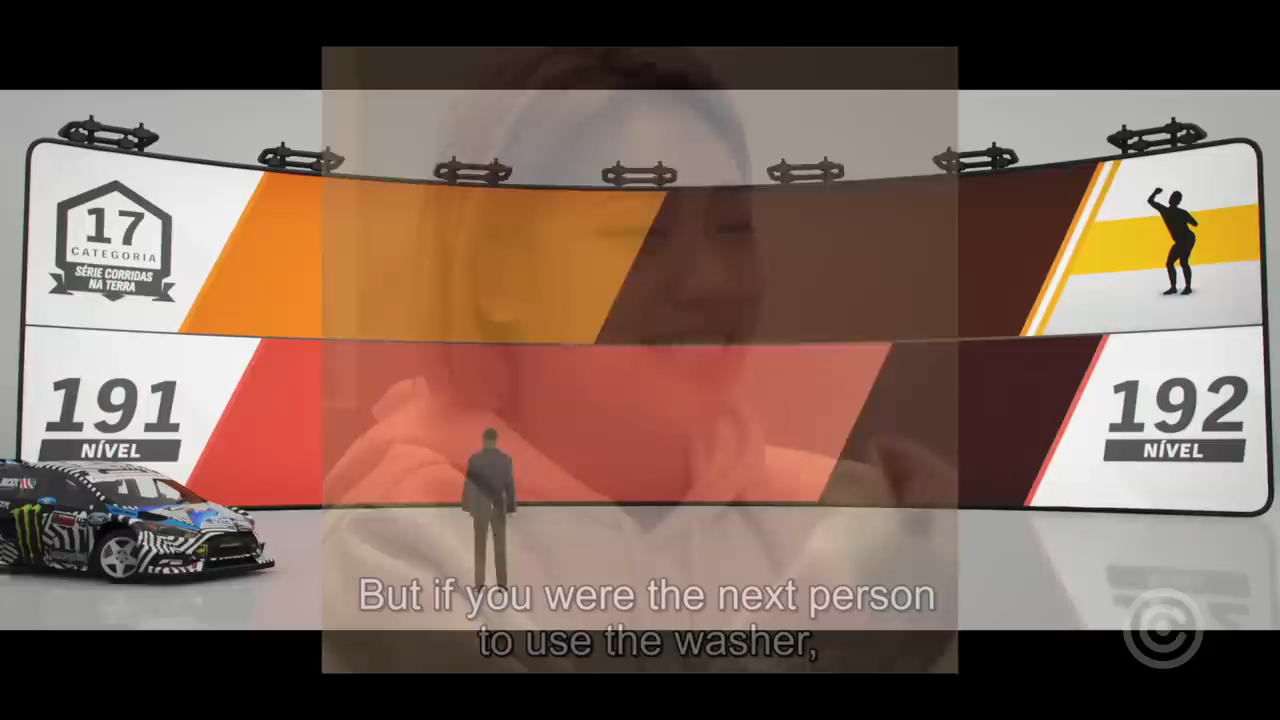 17
CATEGORIA
SÉRIE CORRIDAS
NA TERRA
191
NÍVEL
192
NÍVEL
But if you were the next person
to use the washer,